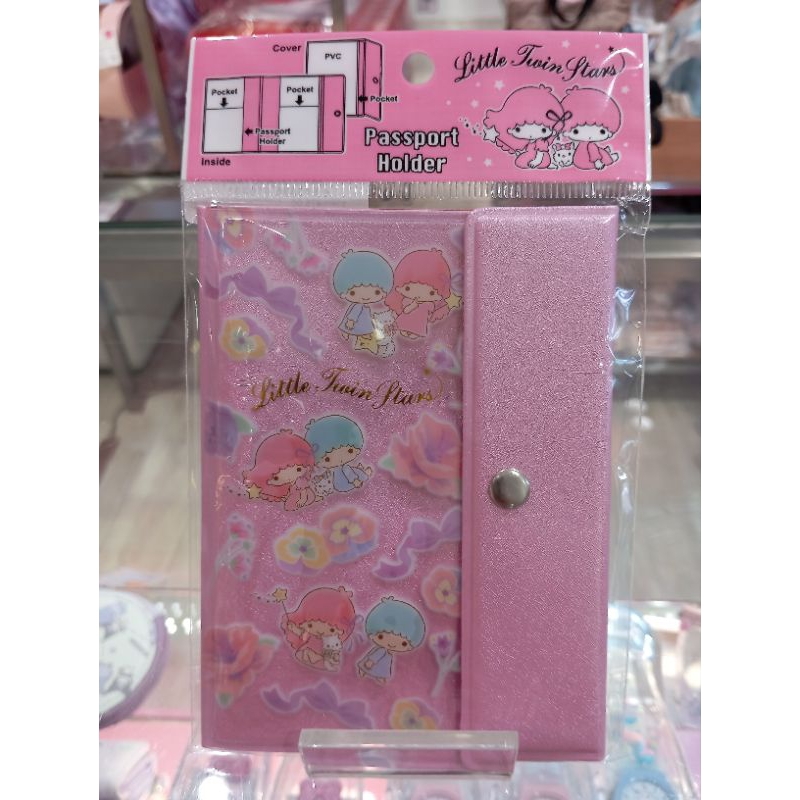 Cover
PVC
Pocket
Pocket
Pocket
Passport
Holder
Inside
Passport
Holder
Little Twin Stars
Little Twin Stars